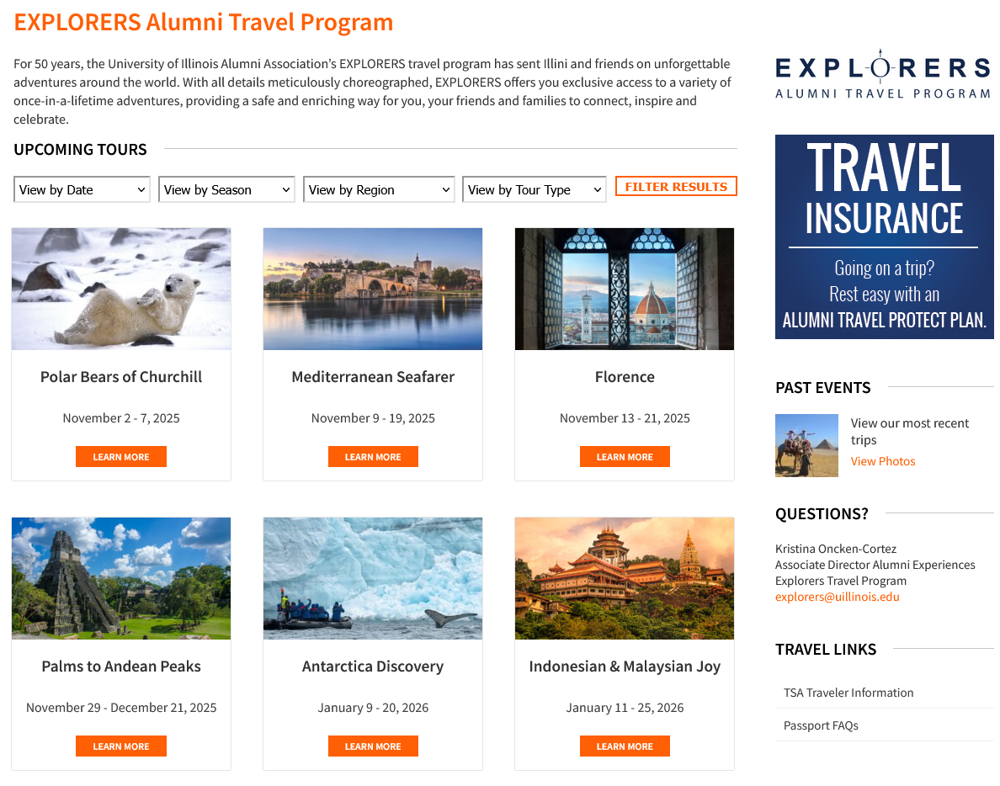 EXPLORERS Alumni Travel Program
For 50 years, the University of Illinois Alumni Association's EXPLORERS travel program has sent Illini and friends on unforgettable
adventures around the world. With all details meticulously choreographed, EXPLORERS offers you exclusive access to a variety of
once-in-a-lifetime adventures, providing a safe and enriching way for you, your friends and families to connect, inspire and
celebrate.
UPCOMING TOURS
View by Date
View by Season
View by Region
View by Tour Type
FILTER RESULTS
Polar Bears of Churchill
November 2 - 7, 2025
LEARN MORE
Mediterranean Seafarer
November 9 - 19, 2025
LEARN MORE
Florence
November 13 - 21, 2025
LEARN MORE
Palms to Andean Peaks
November 29 - December 21, 2025
LEARN MORE
Antarctica Discovery
January 9 - 20, 2026
LEARN MORE
Indonesian & Malaysian Joy
January 11 - 25, 2026
LEARN MORE
EXPLORERS
ALUMNI TRAVEL PROGRAM
TRAVEL
INSURANCE
Going on a trip?
Rest easy with an
ALUMNI TRAVEL PROTECT PLAN.
PAST EVENTS
View our most recent
trips
View Photos
QUESTIONS?
Kristina Oncken-Cortez
Associate Director Alumni Experiences
Explorers Travel Program
explorers@uillinois.edu
TRAVEL LINKS
TSA Traveler Information
Passport FAQs